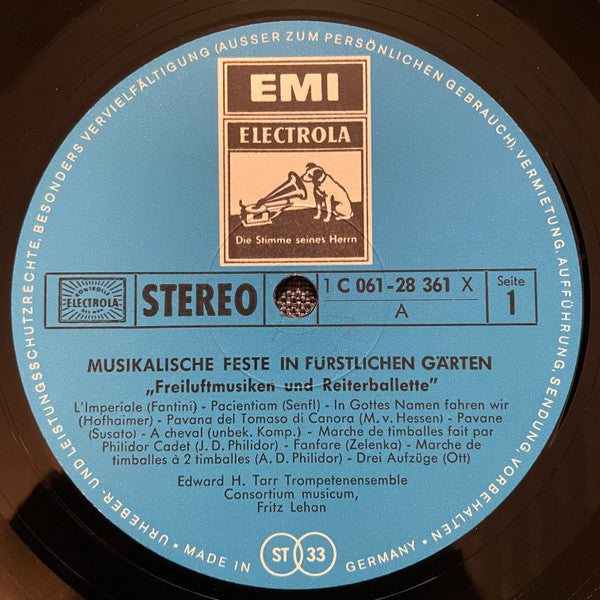 URHEBER- UND LEISTUNGSSCHUTZRECHTE, BESONDERS VERVIELFÄLTIGUNG (AUSSER ZUM PERSÖNLICHEN GEBRAUCH), VERMIETUNG, AUFFÜHRUNG, SENDUNG VORBEHALTEN
EMI
ELECTROLA
Die Stimme seines Herrn
ELECTROLA
STEREO
1 C 061-28 361 X
A
Seite
1
MUSIKALISCHE FESTE IN FÜRSTLICHEN GÄRTEN
„Freiluftmusiken und Reiterballette"
L'Imperiale (Fantini) - Pacientiam (Senfl) - In Gottes Namen fahren wir
(Hofhaimer) - Pavana del Tomaso di Canora (M. v. Hessen) - Pavane
(Susato) - A cheval (unbek. Komp.) - Marche de timballes fait par
Philidor Cadet (J. D. Philidor) - Fanfare (Zelenka) - Marche de
timballes à 2 timballes (A. D. Philidor) - Drei Aufzüge (Ott)
Edward H. Tarr Trompetenensemble
Consortium musicum,
Fritz Lehan
• MADE IN GERMANY •
ST 33